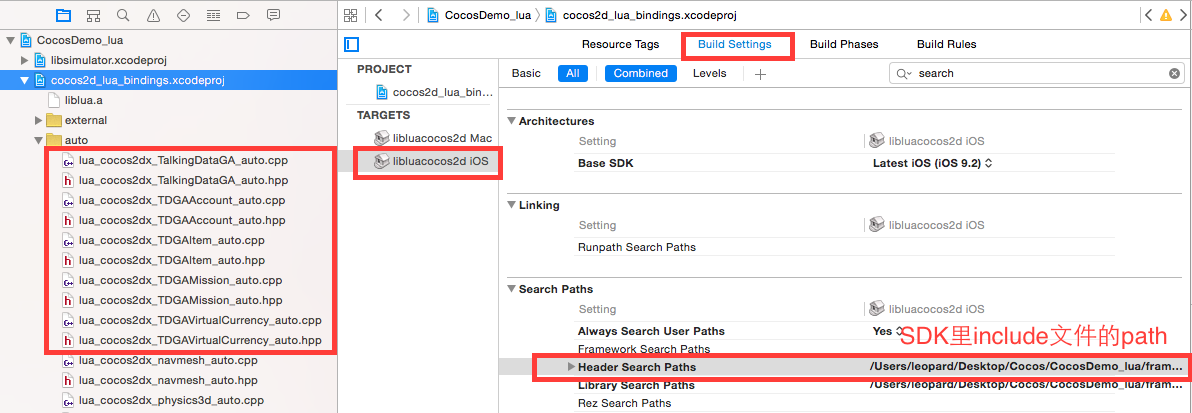 CocosDemo_lua
libsimulator.xcodeproj
cocos2d_lua_bindings.xcodeproj
liblua.a
external
auto
lua_cocos2dx_TalkingDataGA_auto.cpp
lua_cocos2dx_TalkingDataGA_auto.hpp
lua_cocos2dx_TDGAAccount_auto.cpp
lua_cocos2dx_TDGAAccount_auto.hpp
lua_cocos2dx_TDGAItem_auto.cpp
lua_cocos2dx_TDGAItem_auto.hpp
lua_cocos2dx_TDGAMission_auto.cpp
lua_cocos2dx_TDGAMission_auto.hpp
lua_cocos2dx_TDGAVirtualCurrency_auto.cpp
lua_cocos2dx_TDGAVirtualCurrency_auto.hpp
lua_cocos2dx_navmesh_auto.cpp
lua_cocos2dx_navmesh_auto.hpp
lua_cocos2dx_physics3d_auto.cpp
CocosDemo_lua
cocos2d_lua_bindings.xcodeproj
Resource Tags
Build Settings
Build Phases
Build Rules
PROJECT
cocos2d_lua_bin...
TARGETS
libluacocos2d Mac
libluacocos2d iOS
Basic
All
Combined
Levels
search
Architectures
Setting
libluacocos2d iOS
Base SDK
Latest iOS (iOS 9.2)
Linking
Setting
libluacocos2d iOS
Runpath Search Paths
Search Paths
Setting
libluacocos2d iOS
Always Search User Paths
Yes
SDK里include文件的path
Framework Search Paths
Header Search Paths
/Users/leopard/Desktop/Cocos/CocosDemo_lua/fram...
Library Search Paths
/Users/leopard/Desktop/Cocos/CocosDemo_lua/fram...
Rez Search Paths